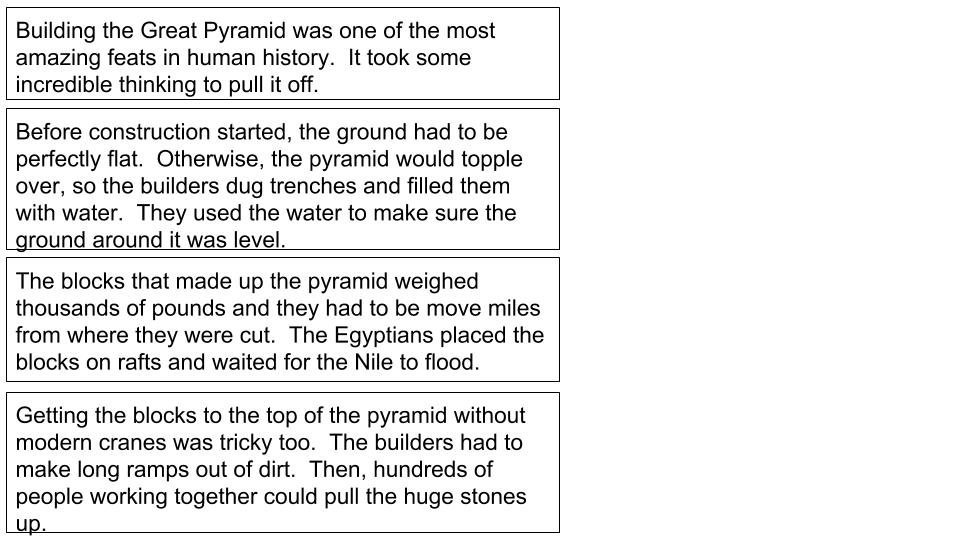 Building the Great Pyramid was one of the most
amazing feats in human history.  It took some
incredible thinking to pull it off.
Before construction started, the ground had to be
perfectly flat.  Otherwise, the pyramid would topple
over, so the builders dug trenches and filled them
with water.  They used the water to make sure the
ground around it was level.
The blocks that made up the pyramid weighed
thousands of pounds and they had to be move miles
from where they were cut.  The Egyptians placed the
blocks on rafts and waited for the Nile to flood.
Getting the blocks to the top of the pyramid without
modern cranes was tricky too.  The builders had to
make long ramps out of dirt.  Then, hundreds of
people working together could pull the huge stones
up.